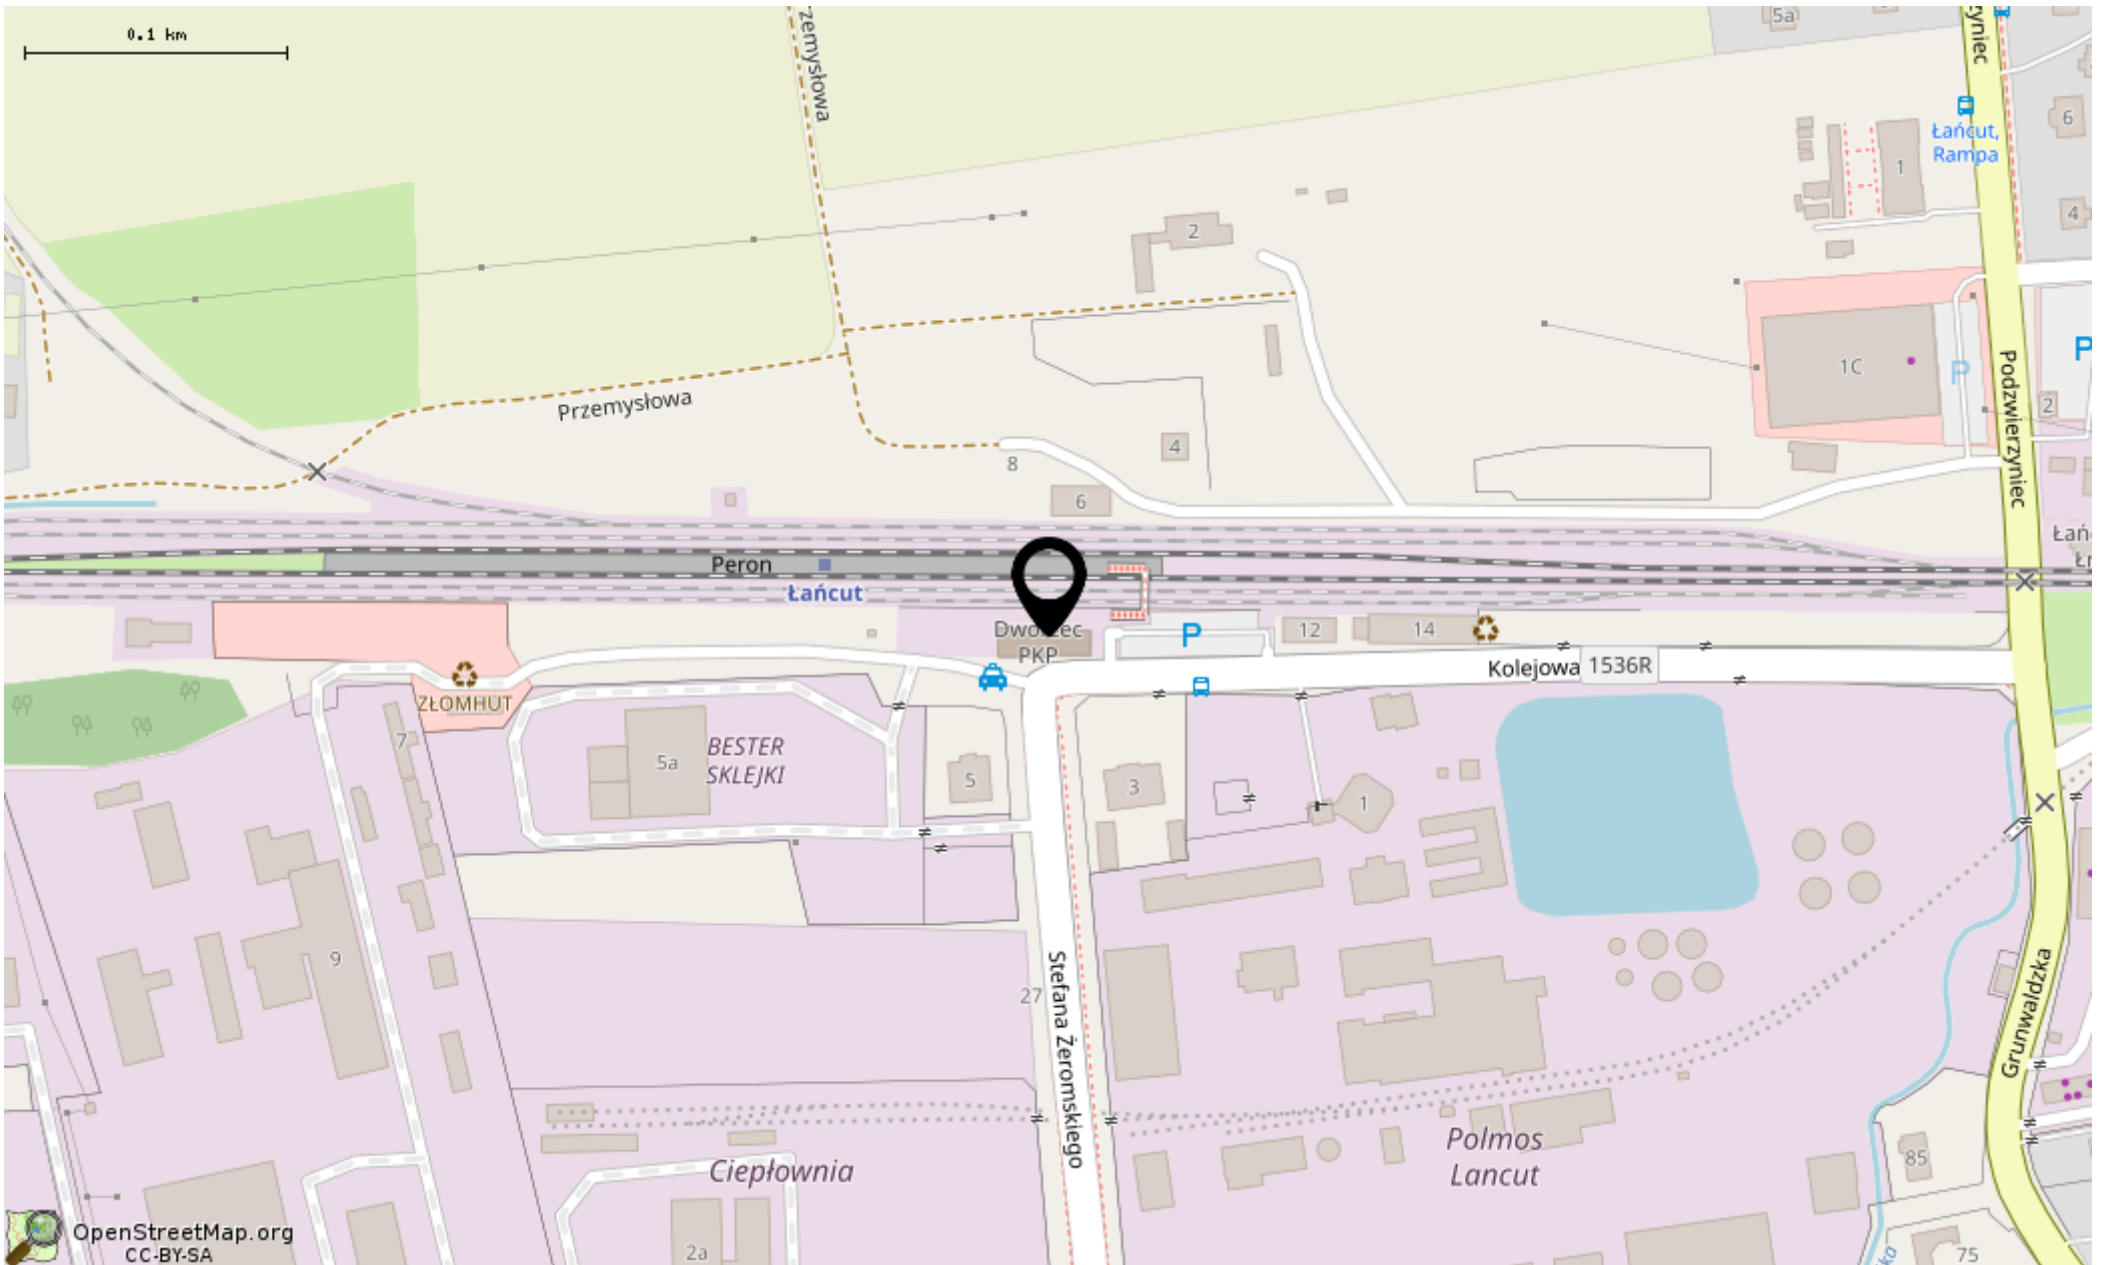 0.1 km
zemysłowa
5a
yniec
6
Łańcut,
Rampa
1
4
2
1C
P
P
2
Podzwierzyniec
Przemysłowa
4
8
6
Peron
Łańcut
Dworzec
PKP
P
12
14
Kolejowa
1536R
ZŁOMHUT
7
5a
BESTER
SKLEJKI
5
3
1
9
27
Stefana Żeromskiego
Grunwaldzka
Polmos
Lancut
Ciepłownia
85
2a
75
OpenStreetMap.org
CC-BY-SA